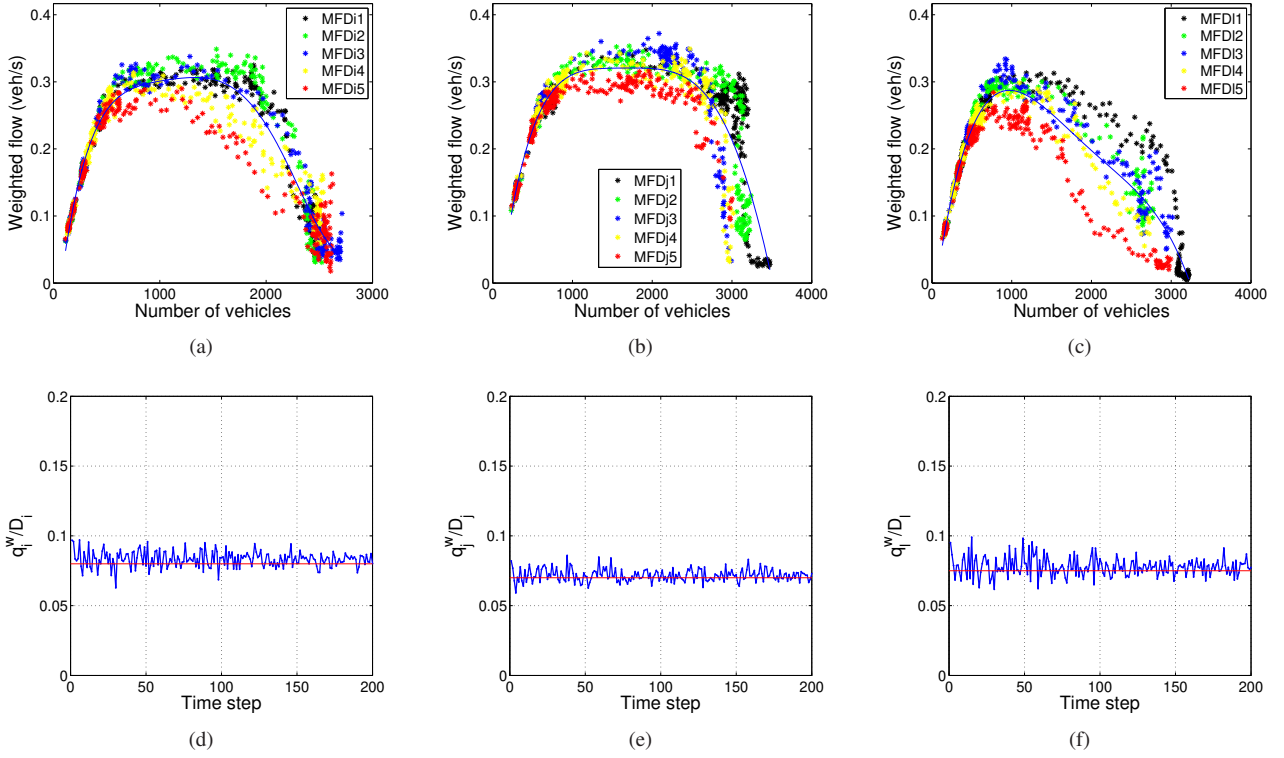 0.4
0.3
0.2
0.1
0
Weighted flow (veh/s)
MFDi1
MFDi2
MFDi3
MFDi4
MFDi5
0 1000 2000 3000
Number of vehicles
(a)
0.4
0.3
0.2
0.1
0
Weighted flow (veh/s)
MFDj1
MFDj2
MFDj3
MFDj4
MFDj5
0 1000 2000 3000 4000
Number of vehicles
(b)
0.4
0.3
0.2
0.1
0
Weighted flow (veh/s)
MFDl1
MFDl2
MFDl3
MFDl4
MFDl5
0 1000 2000 3000 4000
Number of vehicles
(c)
0.2
0.15
0.1
0.05
0
q_i^w/D_i
0 50 100 150 200
Time step
(d)
0.2
0.15
0.1
0.05
0
q_j^w/D_j
0 50 100 150 200
Time step
(e)
0.2
0.15
0.1
0.05
0
q_l^w/D_l
0 50 100 150 200
Time step
(f)